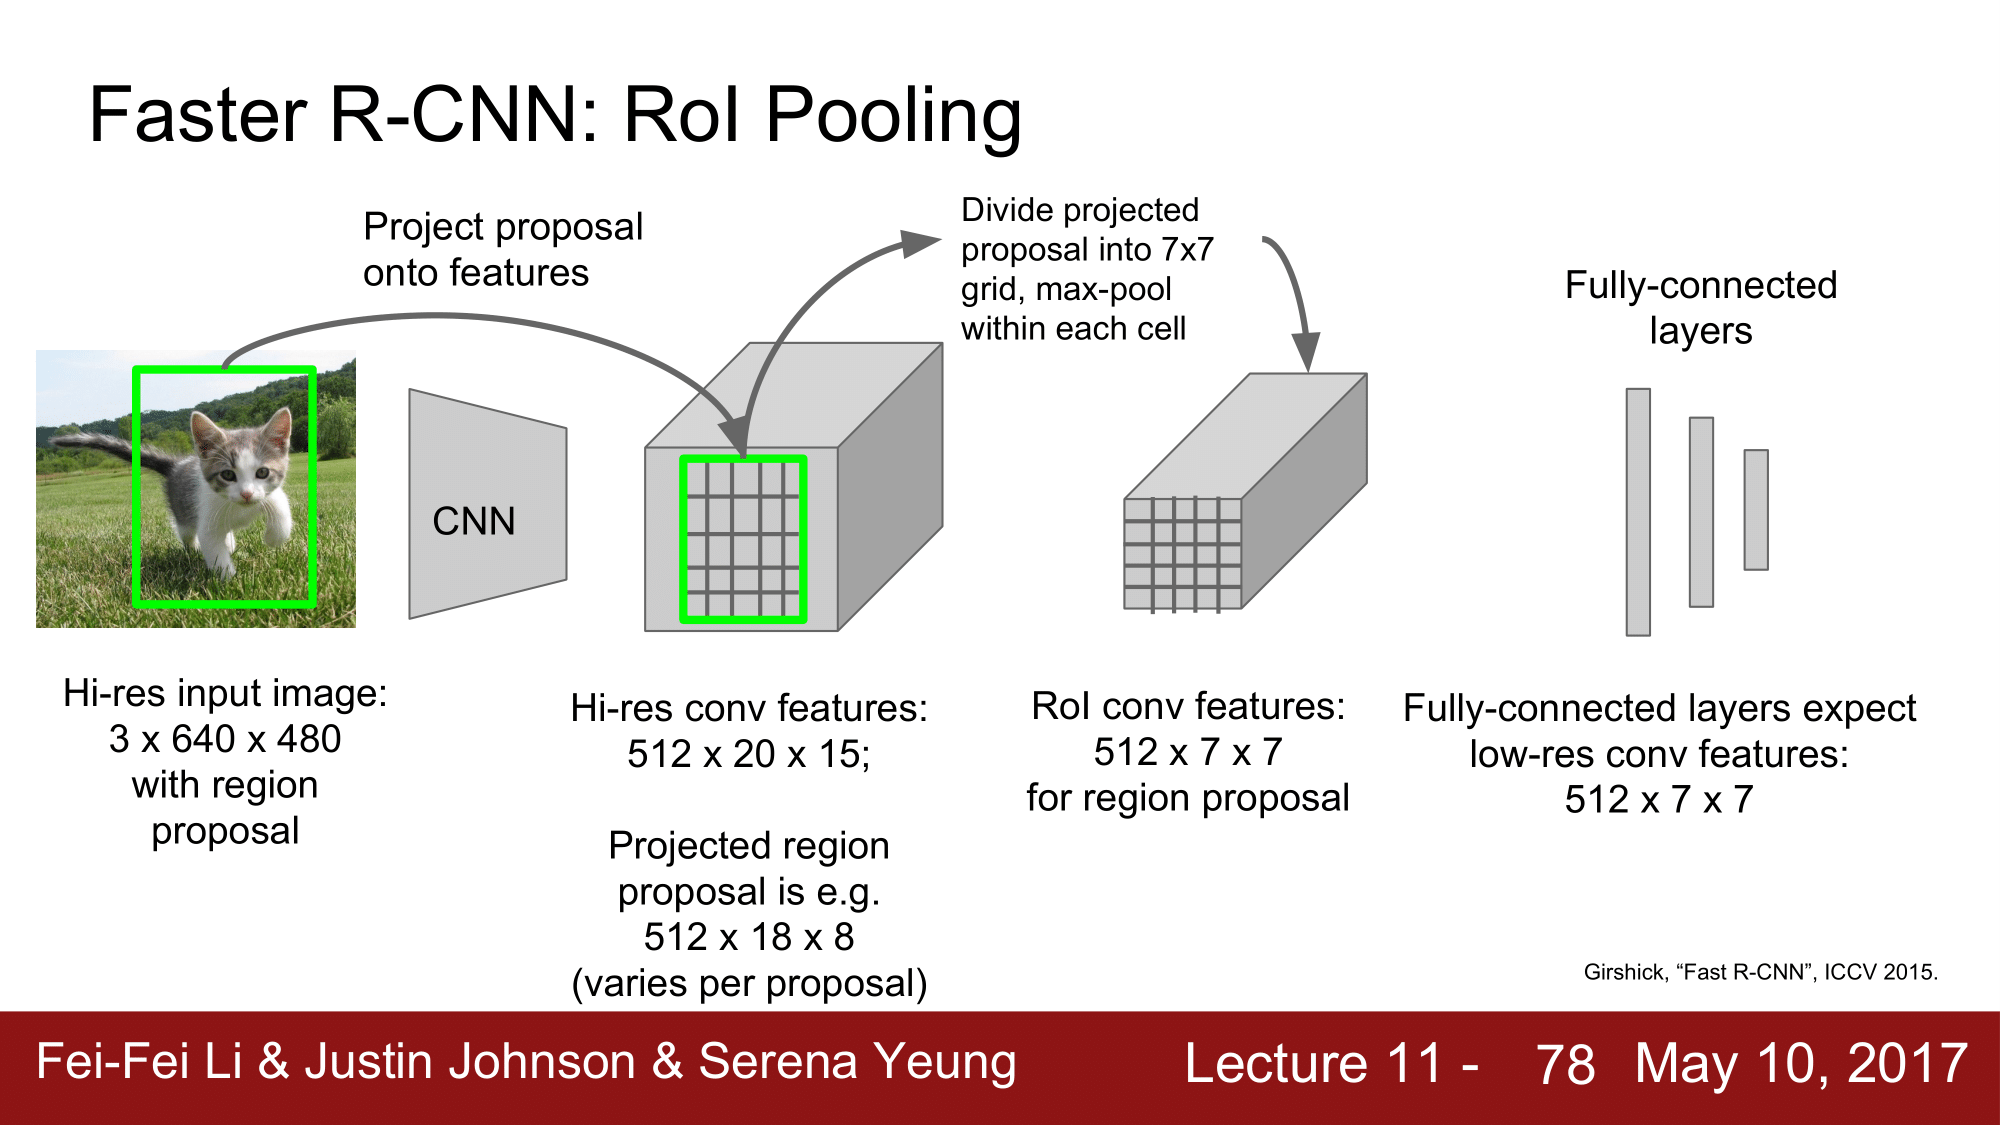 Faster R-CNN: RoI Pooling
Project proposal
onto features
Divide projected
proposal into 7x7
grid, max-pool
within each cell
Fully-connected
layers
CNN
Hi-res input image:
3 x 640 x 480
with region
proposal
Hi-res conv features:
512 x 20 x 15;
Projected region
proposal is e.g.
512 x 18 x 8
(varies per proposal)
RoI conv features:
512 x 7 x 7
for region proposal
Fully-connected layers expect
low-res conv features:
512 x 7 x 7
Girshick, “Fast R-CNN”, ICCV 2015.
Fei-Fei Li & Justin Johnson & Serena Yeung
Lecture 11 - 78 May 10, 2017